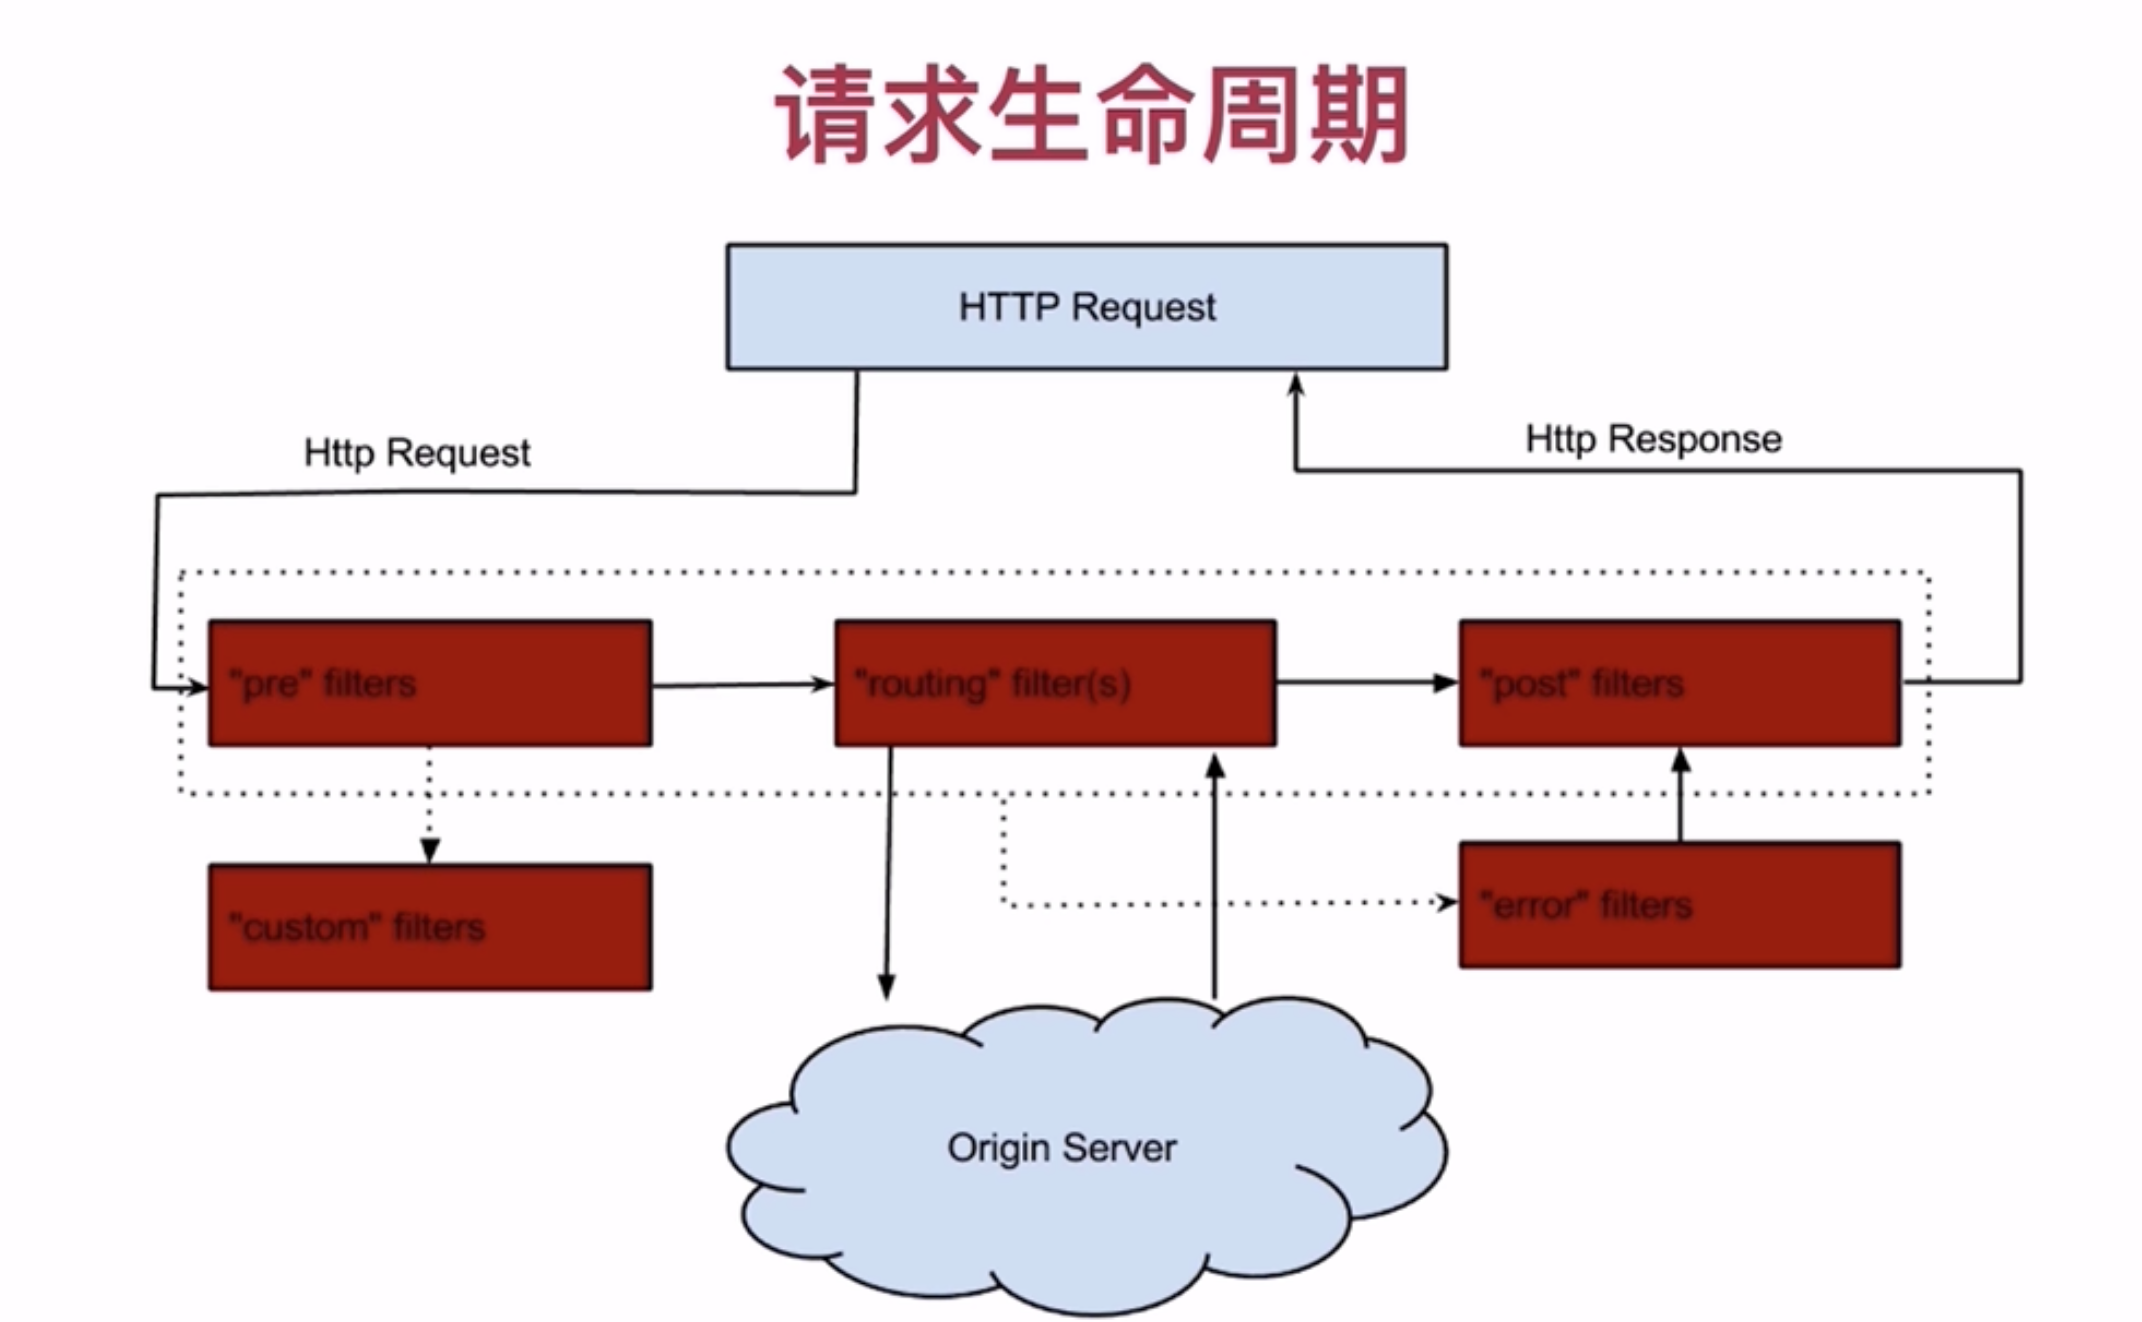 请求生命周期
HTTP Request
Http Request
Http Response
"pre" filters
"routing" filter(s)
"post" filters
"custom" filters
"error" filters
Origin Server